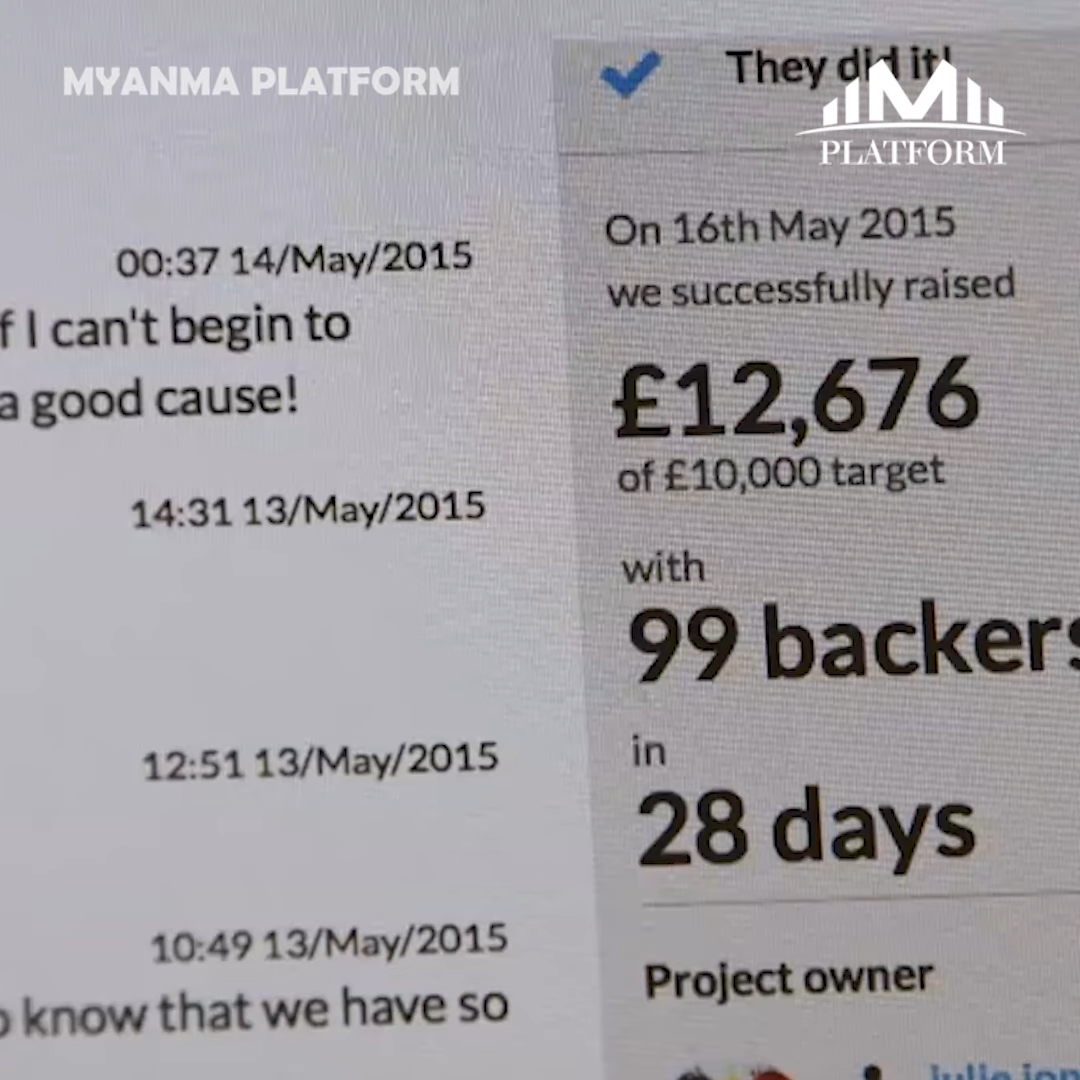 MYANMA PLATFORM
M
PLATFORM
00:37 14/May/2015
f I can't begin to
a good cause!
14:31 13/May/2015
12:51 13/May/2015
10:49 13/May/2015
know that we have so
They did it!
On 16th May 2015
we successfully raised
£12,676
of £10,000 target
with
99 backers
in
28 days
Project owner